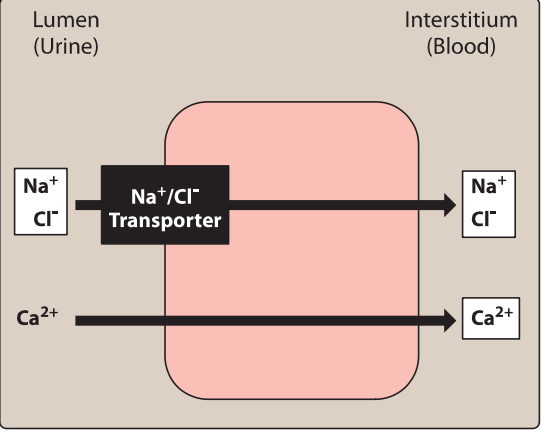 Lumen
(Urine)
Interstitium
(Blood)
Na⁺
Cl⁻
Na⁺/Cl⁻
Transporter
Na⁺
Cl⁻
Ca²⁺
Ca²⁺